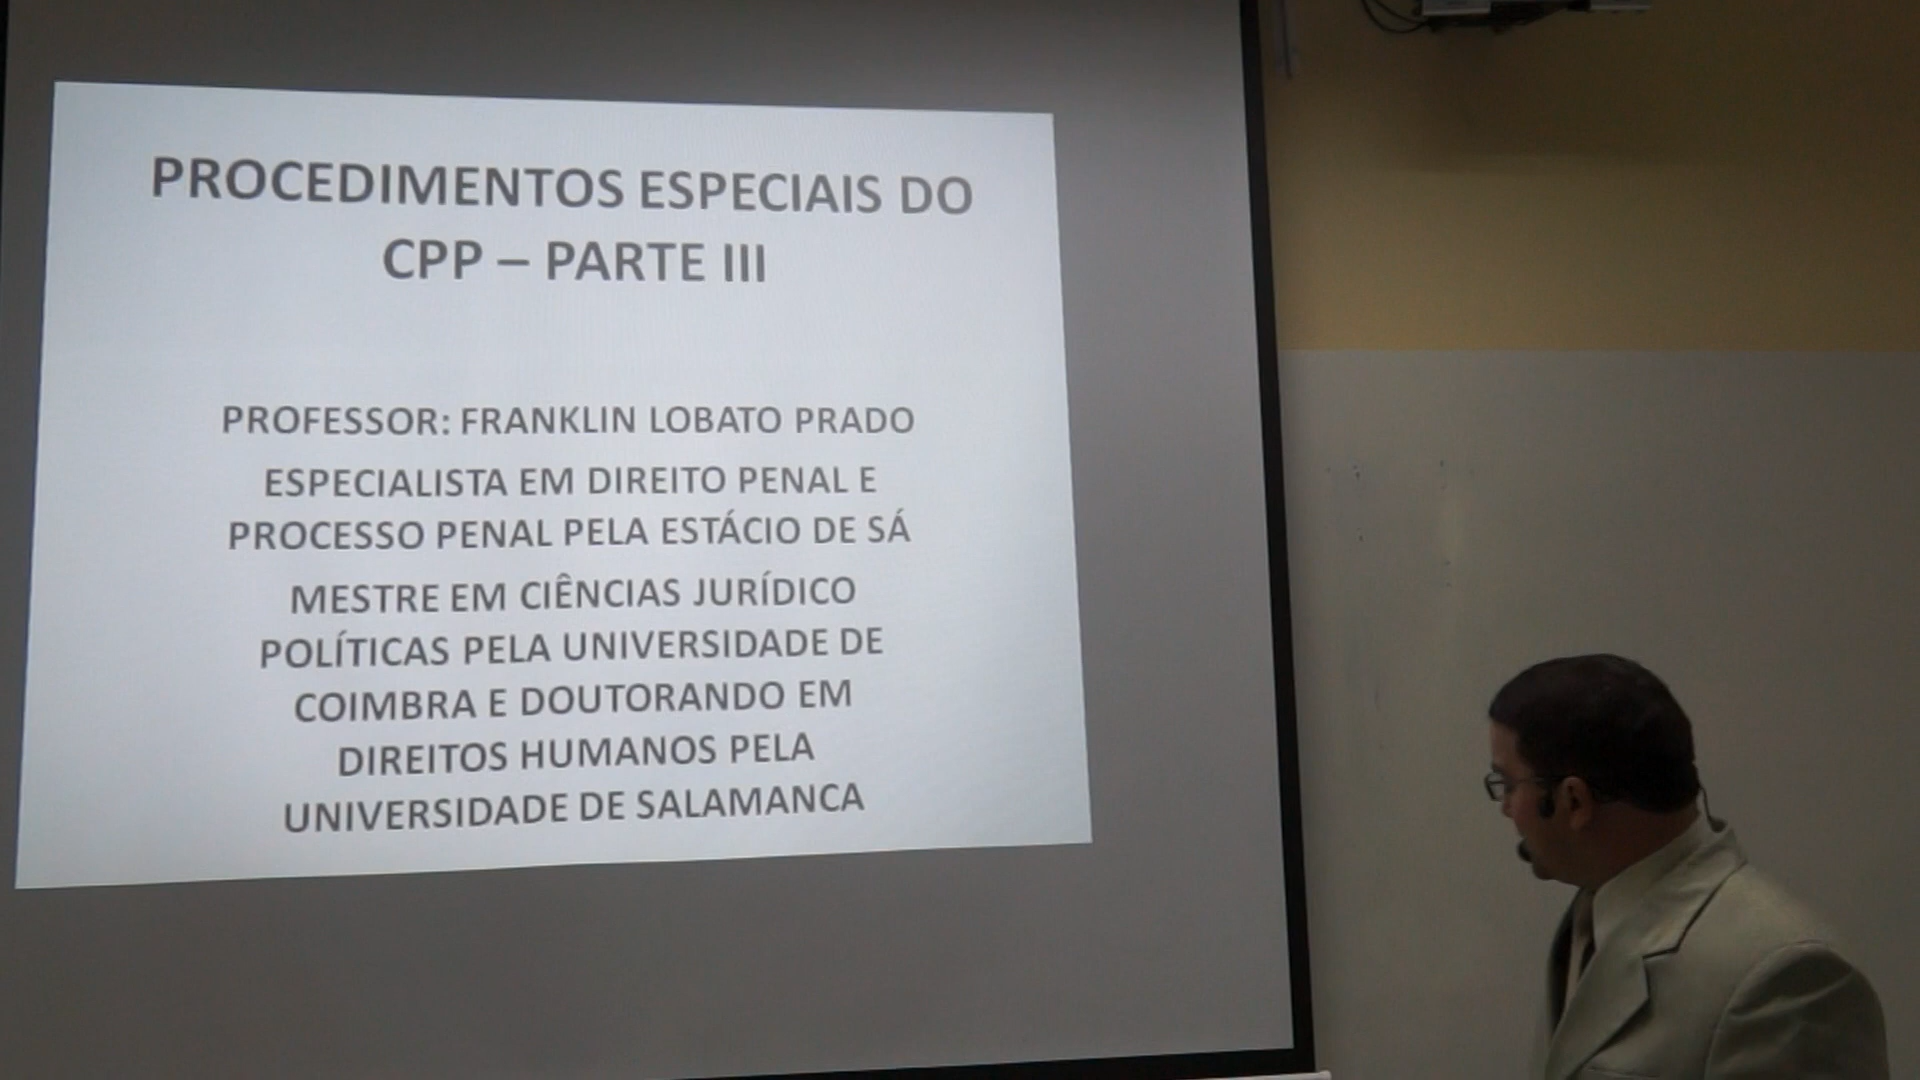 PROCEDIMENTOS ESPECIAIS DO
CPP – PARTE III
PROFESSOR: FRANKLIN LOBATO PRADO
ESPECIALISTA EM DIREITO PENAL E
PROCESSO PENAL PELA ESTÁCIO DE SÁ
MESTRE EM CIÊNCIAS JURÍDICO
POLÍTICAS PELA UNIVERSIDADE DE
COIMBRA E DOUTORANDO EM
DIREITOS HUMANOS PELA
UNIVERSIDADE DE SALAMANCA